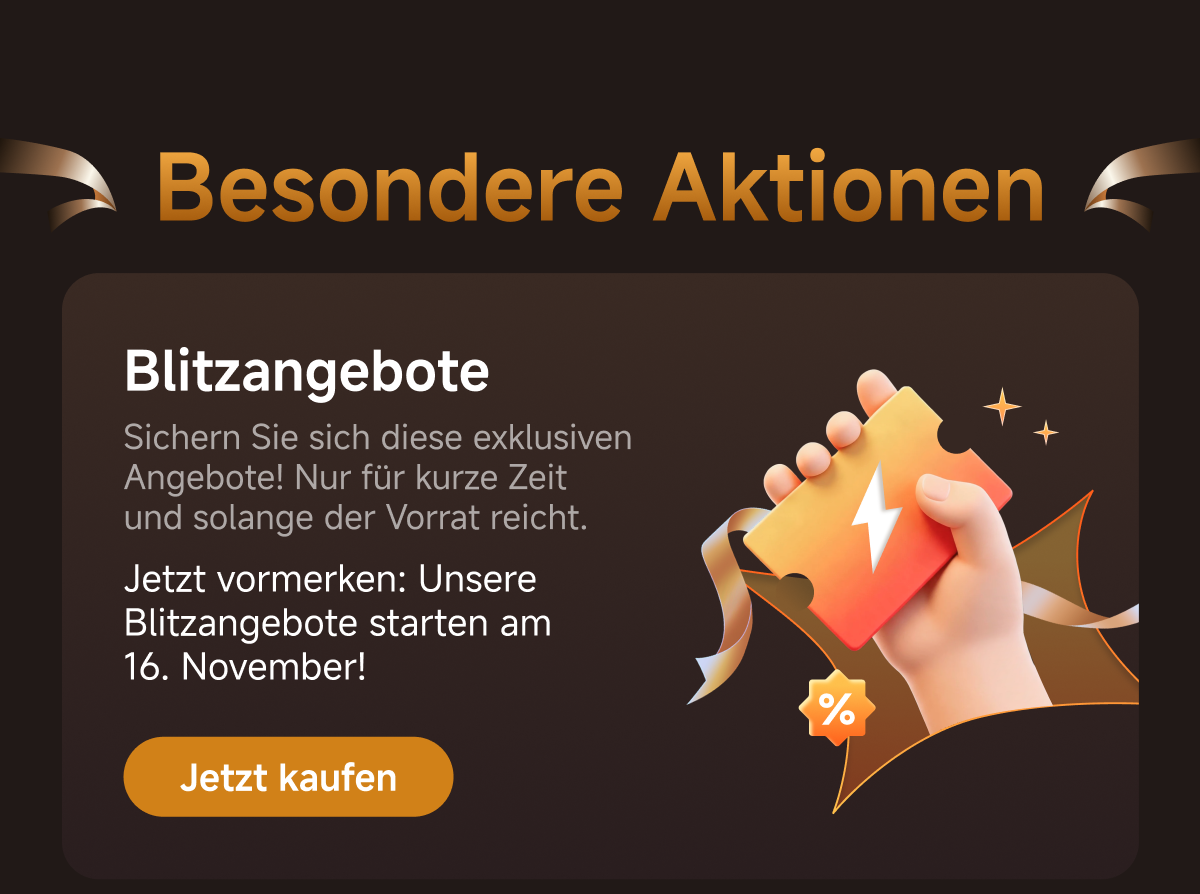 Besondere Aktionen
Blitzangebote
Sichern Sie sich diese exklusiven
Angebote! Nur für kurze Zeit
und solange der Vorrat reicht.
Jetzt vormerken: Unsere
Blitzangebote starten am
16. November!
%
Jetzt kaufen